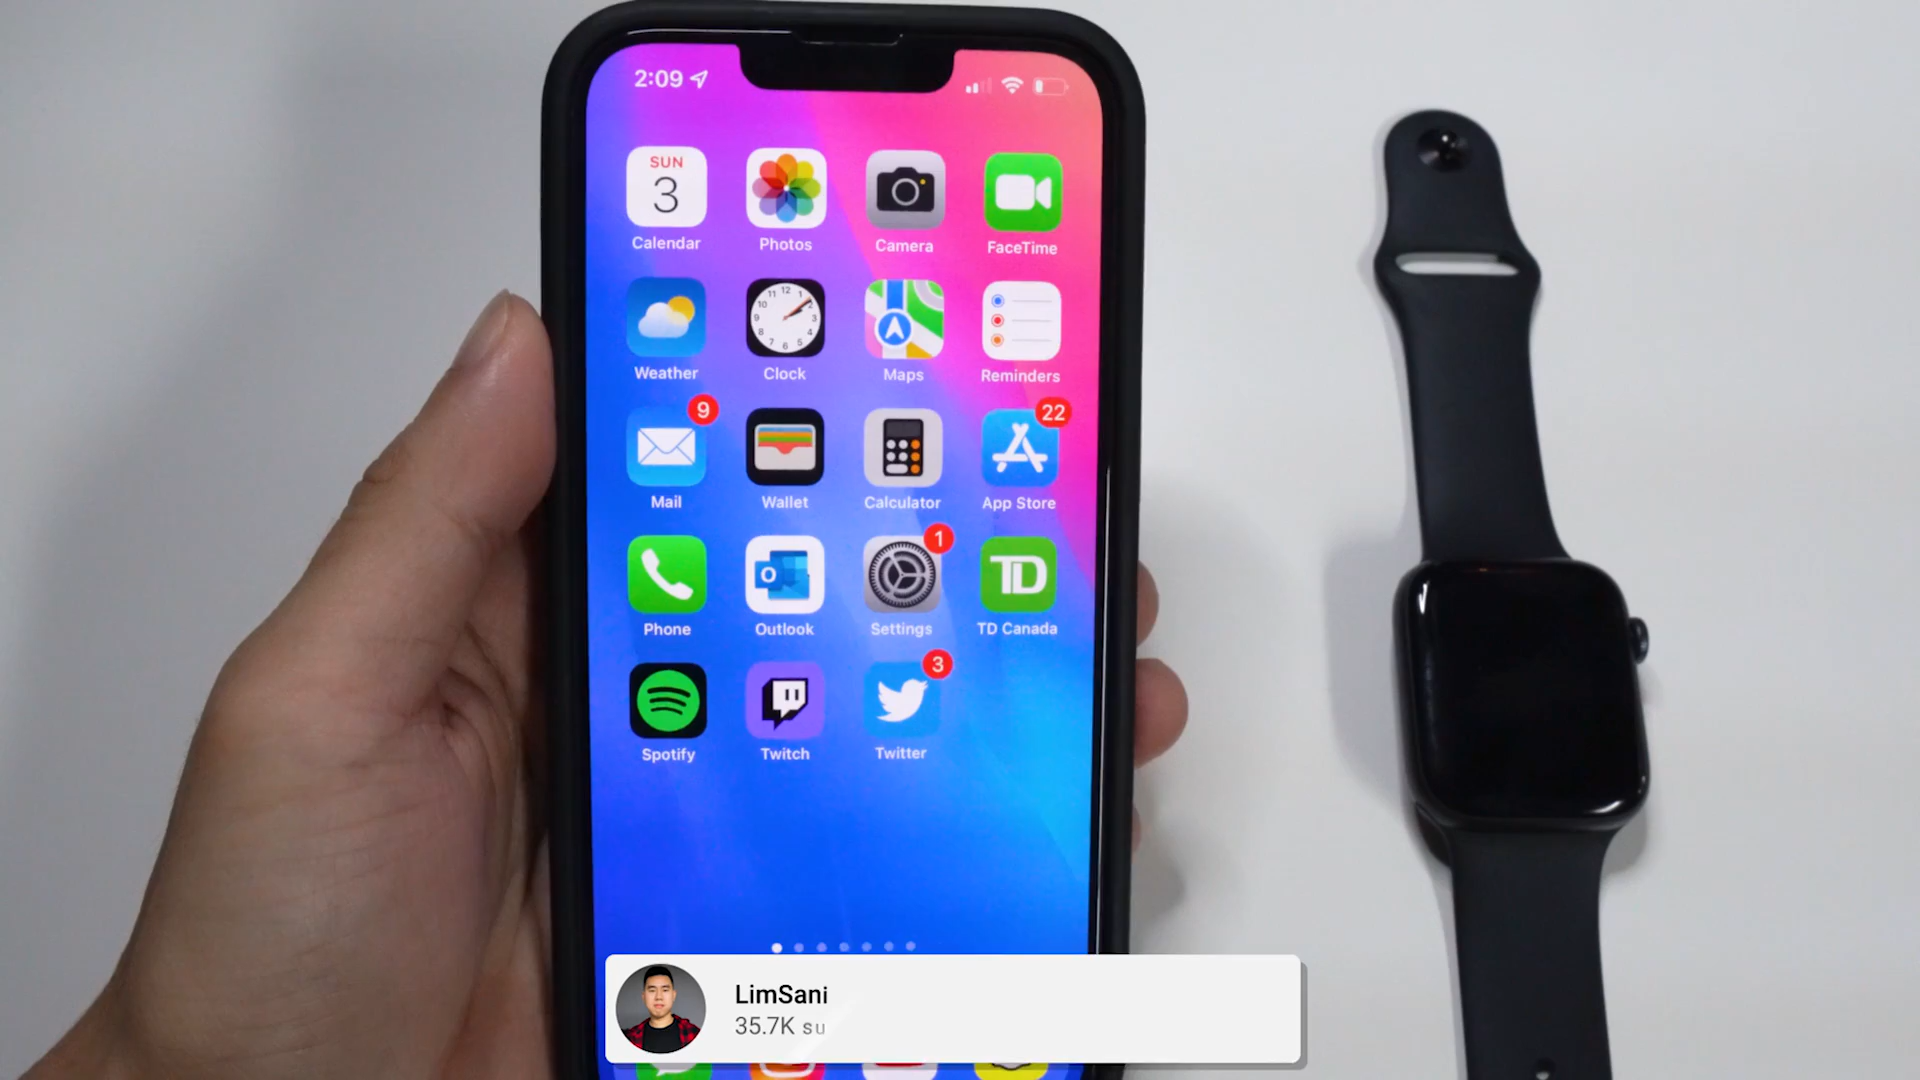 2:09
SUN
3
Calendar
Photos
Camera
FaceTime
Weather
Clock
Maps
Reminders
9
22
Mail
Wallet
Calculator
App Store
1
TD
Phone
Outlook
Settings
TD Canada
3
Spotify
Twitch
Twitter
LimSani
35.7K su